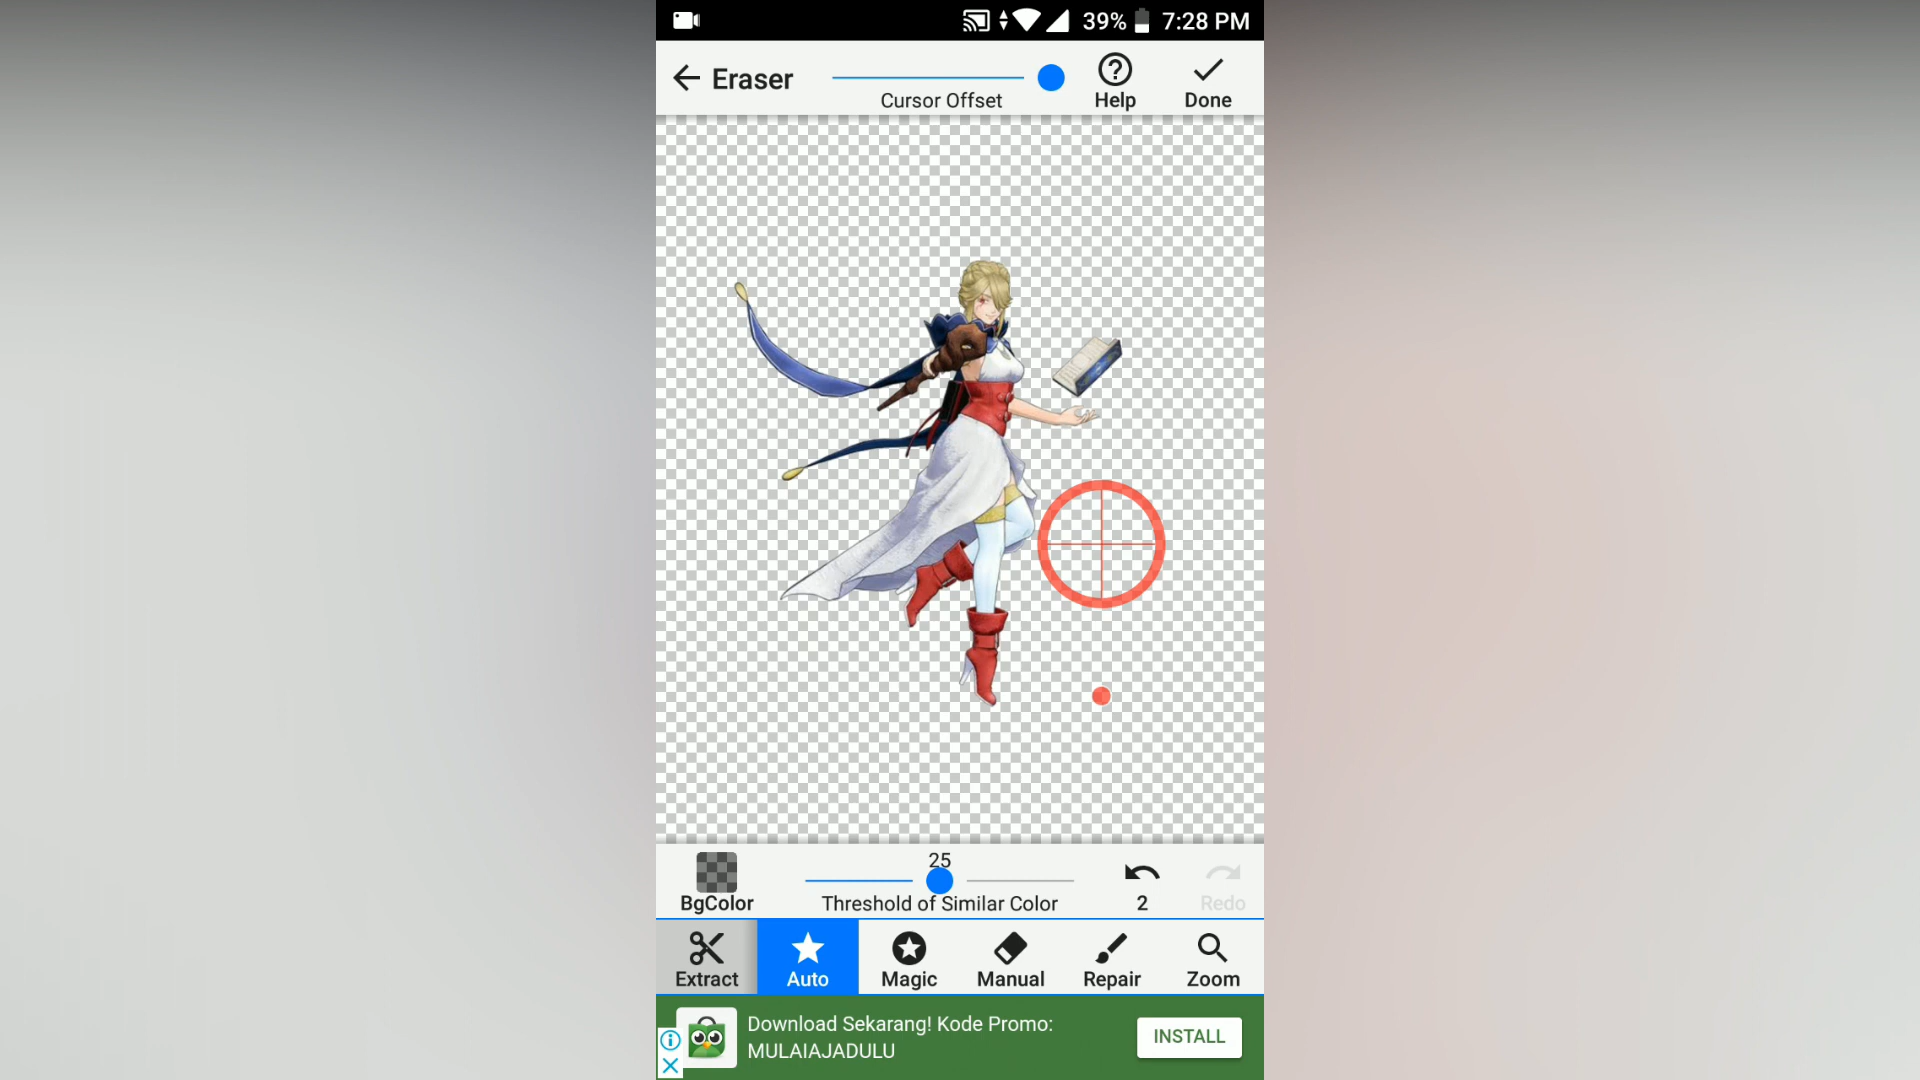 39% 7:28 PM
Eraser
Cursor Offset
Help
Done
25
BgColor
Threshold of Similar Color
2
Redo
Extract
Auto
Magic
Manual
Repair
Zoom
Download Sekarang! Kode Promo:
MULAIAJADULU
INSTALL